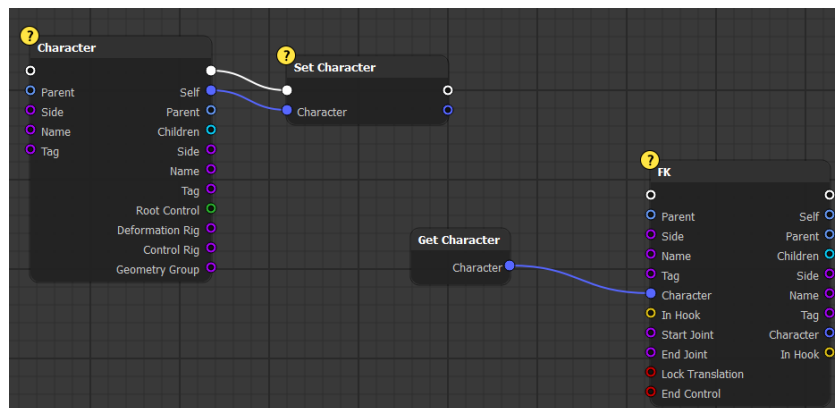 ?
Character
Parent
Side
Name
Tag
Self
Parent
Children
Side
Name
Tag
Root Control
Deformation Rig
Control Rig
Geometry Group
?
Set Character
Character
Get Character
Character
?
FK
Parent
Side
Name
Tag
Character
In Hook
Start Joint
End Joint
Lock Translation
End Control
Self
Parent
Children
Side
Name
Tag
Character
In Hook